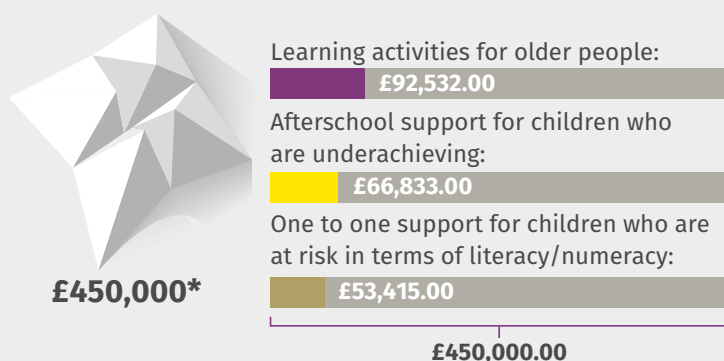 Learning activities for older people:
£92,532.00
Afterschool support for children who
are underachieving:
£66,833.00
One to one support for children who are
at risk in terms of literacy/numeracy:
£53,415.00
£450,000*
£450,000.00